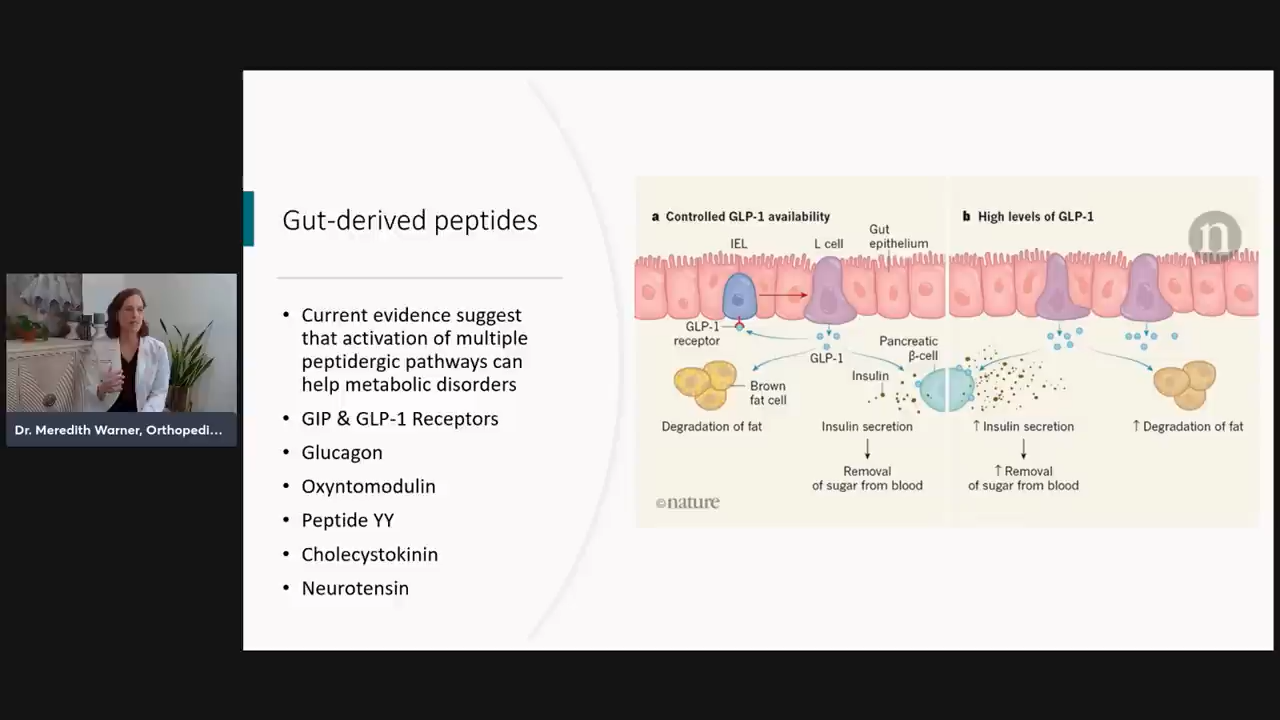 Gut-derived peptides
• Current evidence suggest
that activation of multiple
peptidergic pathways can
help metabolic disorders
• GIP & GLP-1 Receptors
• Glucagon
• Oxyntomodulin
• Peptide YY
• Cholecystokinin
• Neurotensin
a Controlled GLP-1 availability
IEL
L cell
Gut
epithelium
GLP-1
receptor
GLP-1
Pancreatic
β-cell
Insulin
Brown
fat cell
Degradation of fat
Insulin secretion
Removal
of sugar from blood
©nature
b High levels of GLP-1
n
↑ Insulin secretion
↑ Removal
of sugar from blood
↑ Degradation of fat
Dr. Meredith Warner, Orthopedi...